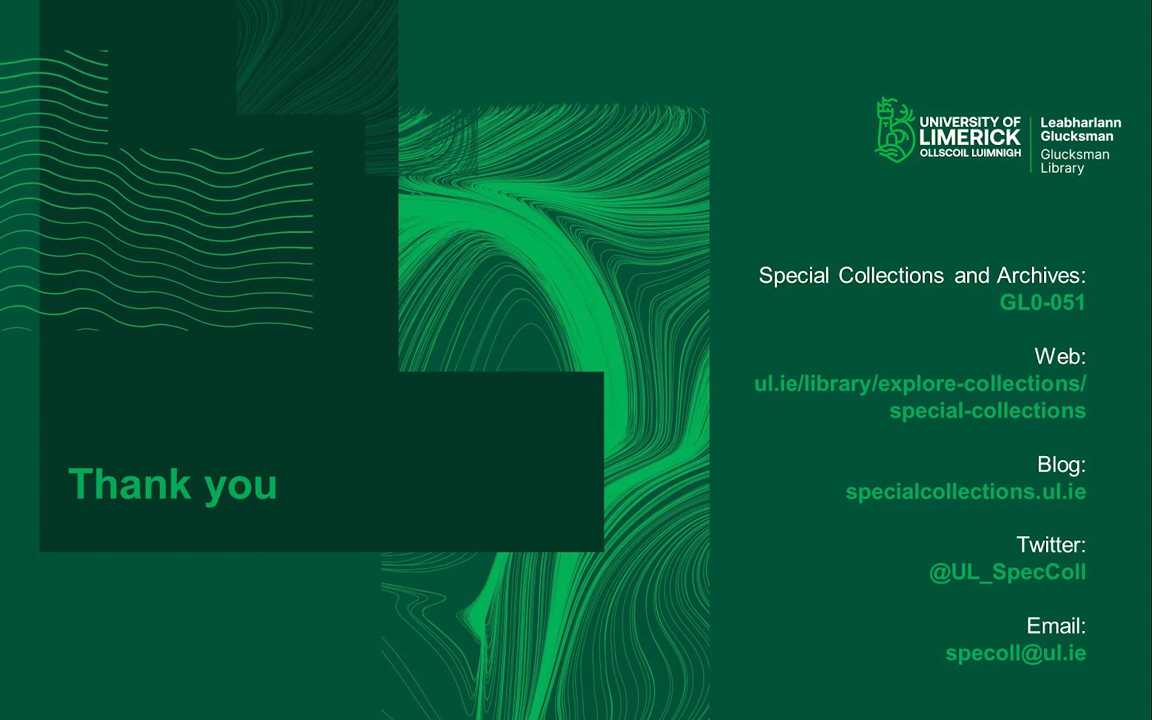 UNIVERSITY OF
LIMERICK
OLLSCOIL LUIMNIGH
Leabharlann
Glucksman
Glucksman
Library
Special Collections and Archives:
GL0-051
Web:
ul.ie/library/explore-collections/
special-collections
Blog:
specialcollections.ul.ie
Twitter:
@UL_SpecColl
Email:
specoll@ul.ie
Thank you